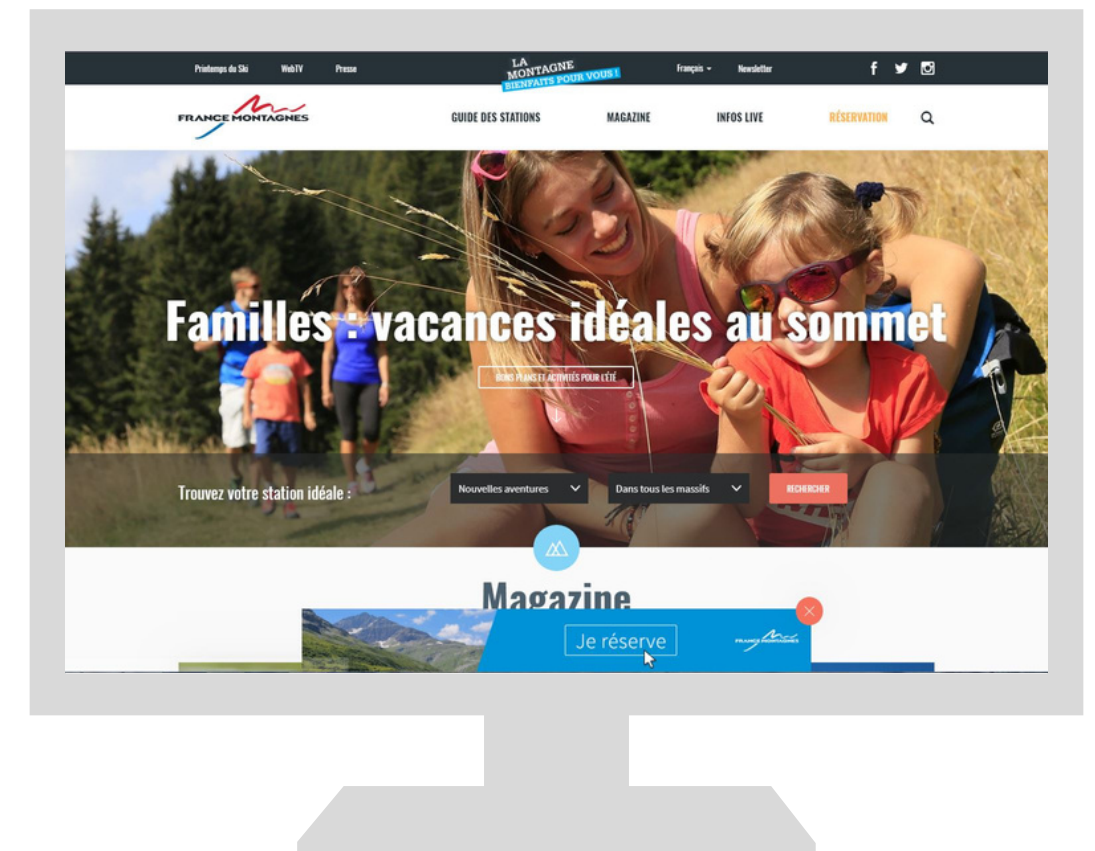 Printemps du Ski
WebTV
Presse
LA
MONTAGNE
BIENFAITS POUR VOUS !
Français
Newsletter
FRANCE MONTAGNES
GUIDE DES STATIONS
MAGAZINE
INFOS LIVE
RÉSERVATION
Familles : vacances idéales au sommet
BONS PLANS ET ACTIVITÉS POUR L'ÉTÉ
Trouvez votre station idéale :
Nouvelles aventures
Dans tous les massifs
RECHERCHER
Magazine
Je réserve
FRANCE MONTAGNES